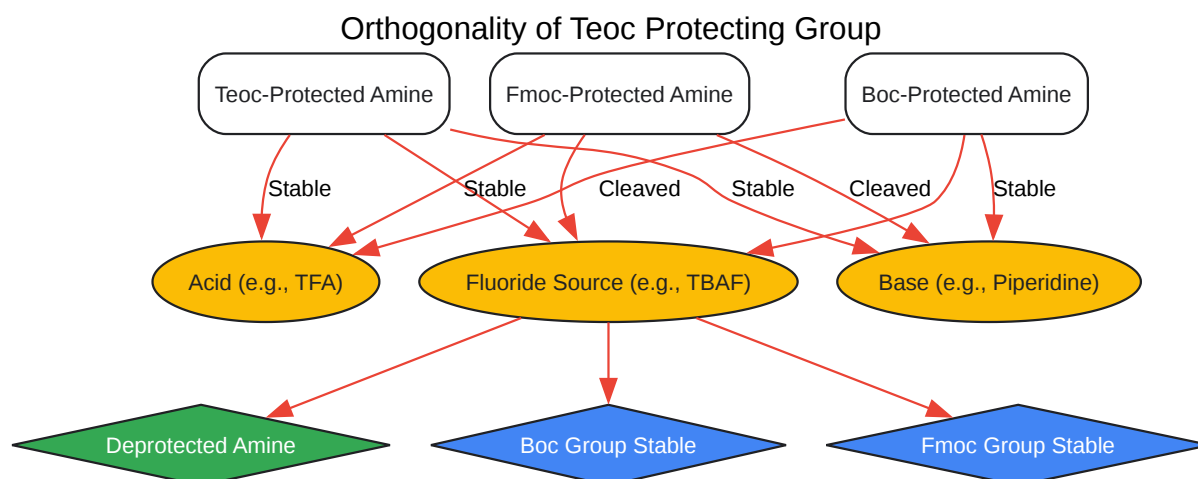 Orthogonality of Teoc Protecting Group
Teoc-Protected Amine
Fmoc-Protected Amine
Boc-Protected Amine
Stable
Stable
Cleaved
Stable
Cleaved
Stable
Acid (e.g., TFA)
Fluoride Source (e.g., TBAF)
Base (e.g., Piperidine)
Deprotected Amine
Boc Group Stable
Fmoc Group Stable